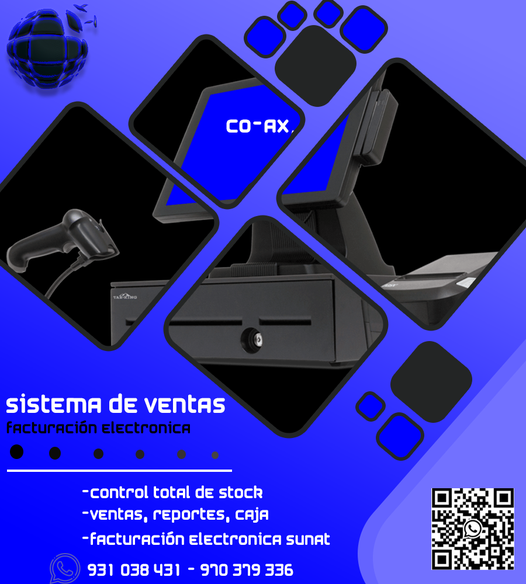 CO-AX.
sistema de ventas
facturación electronica
-control total de stock
-ventas, reportes, caja
-facturación electronica sunat
931 038 431 - 970 379 336